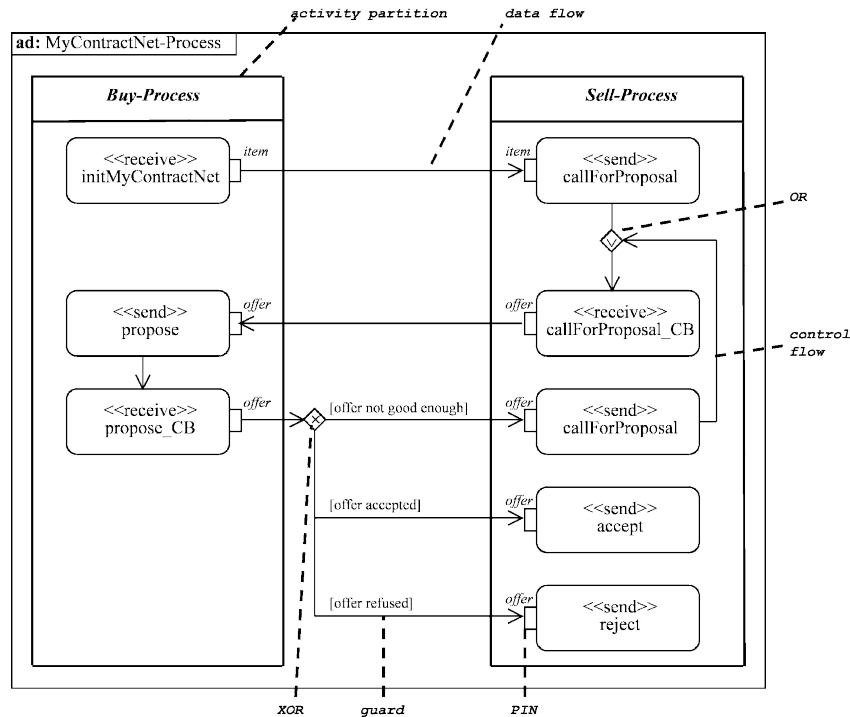 activity partition
data flow
ad: MyContractNet-Process
Buy-Process
Sell-Process
<<receive>>
initMyContractNet
item
item
<<send>>
callForProposal
OR
<<send>>
propose
offer
offer
<<receive>>
callForProposal_CB
control
flow
<<receive>>
propose_CB
offer
[offer not good enough]
offer
<<send>>
callForProposal
[offer accepted]
offer
<<send>>
accept
[offer refused]
offer
<<send>>
reject
XOR
guard
PIN